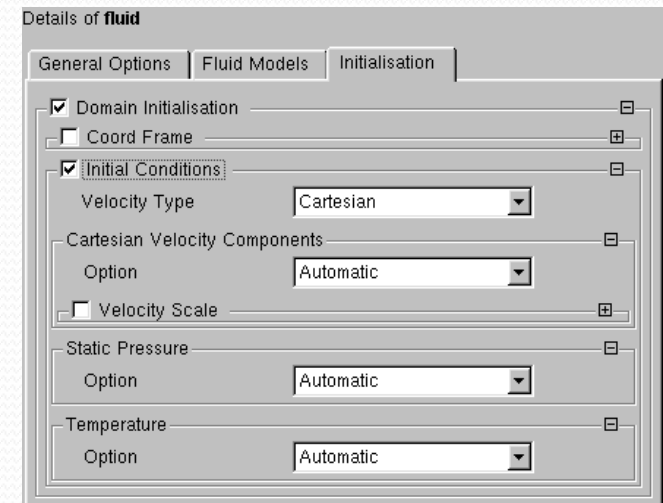 Details of fluid
General Options Fluid Models Initialisation
Domain Initialisation
Coord Frame
Initial Conditions
Velocity Type Cartesian
Cartesian Velocity Components
Option Automatic
Velocity Scale
Static Pressure
Option Automatic
Temperature
Option Automatic